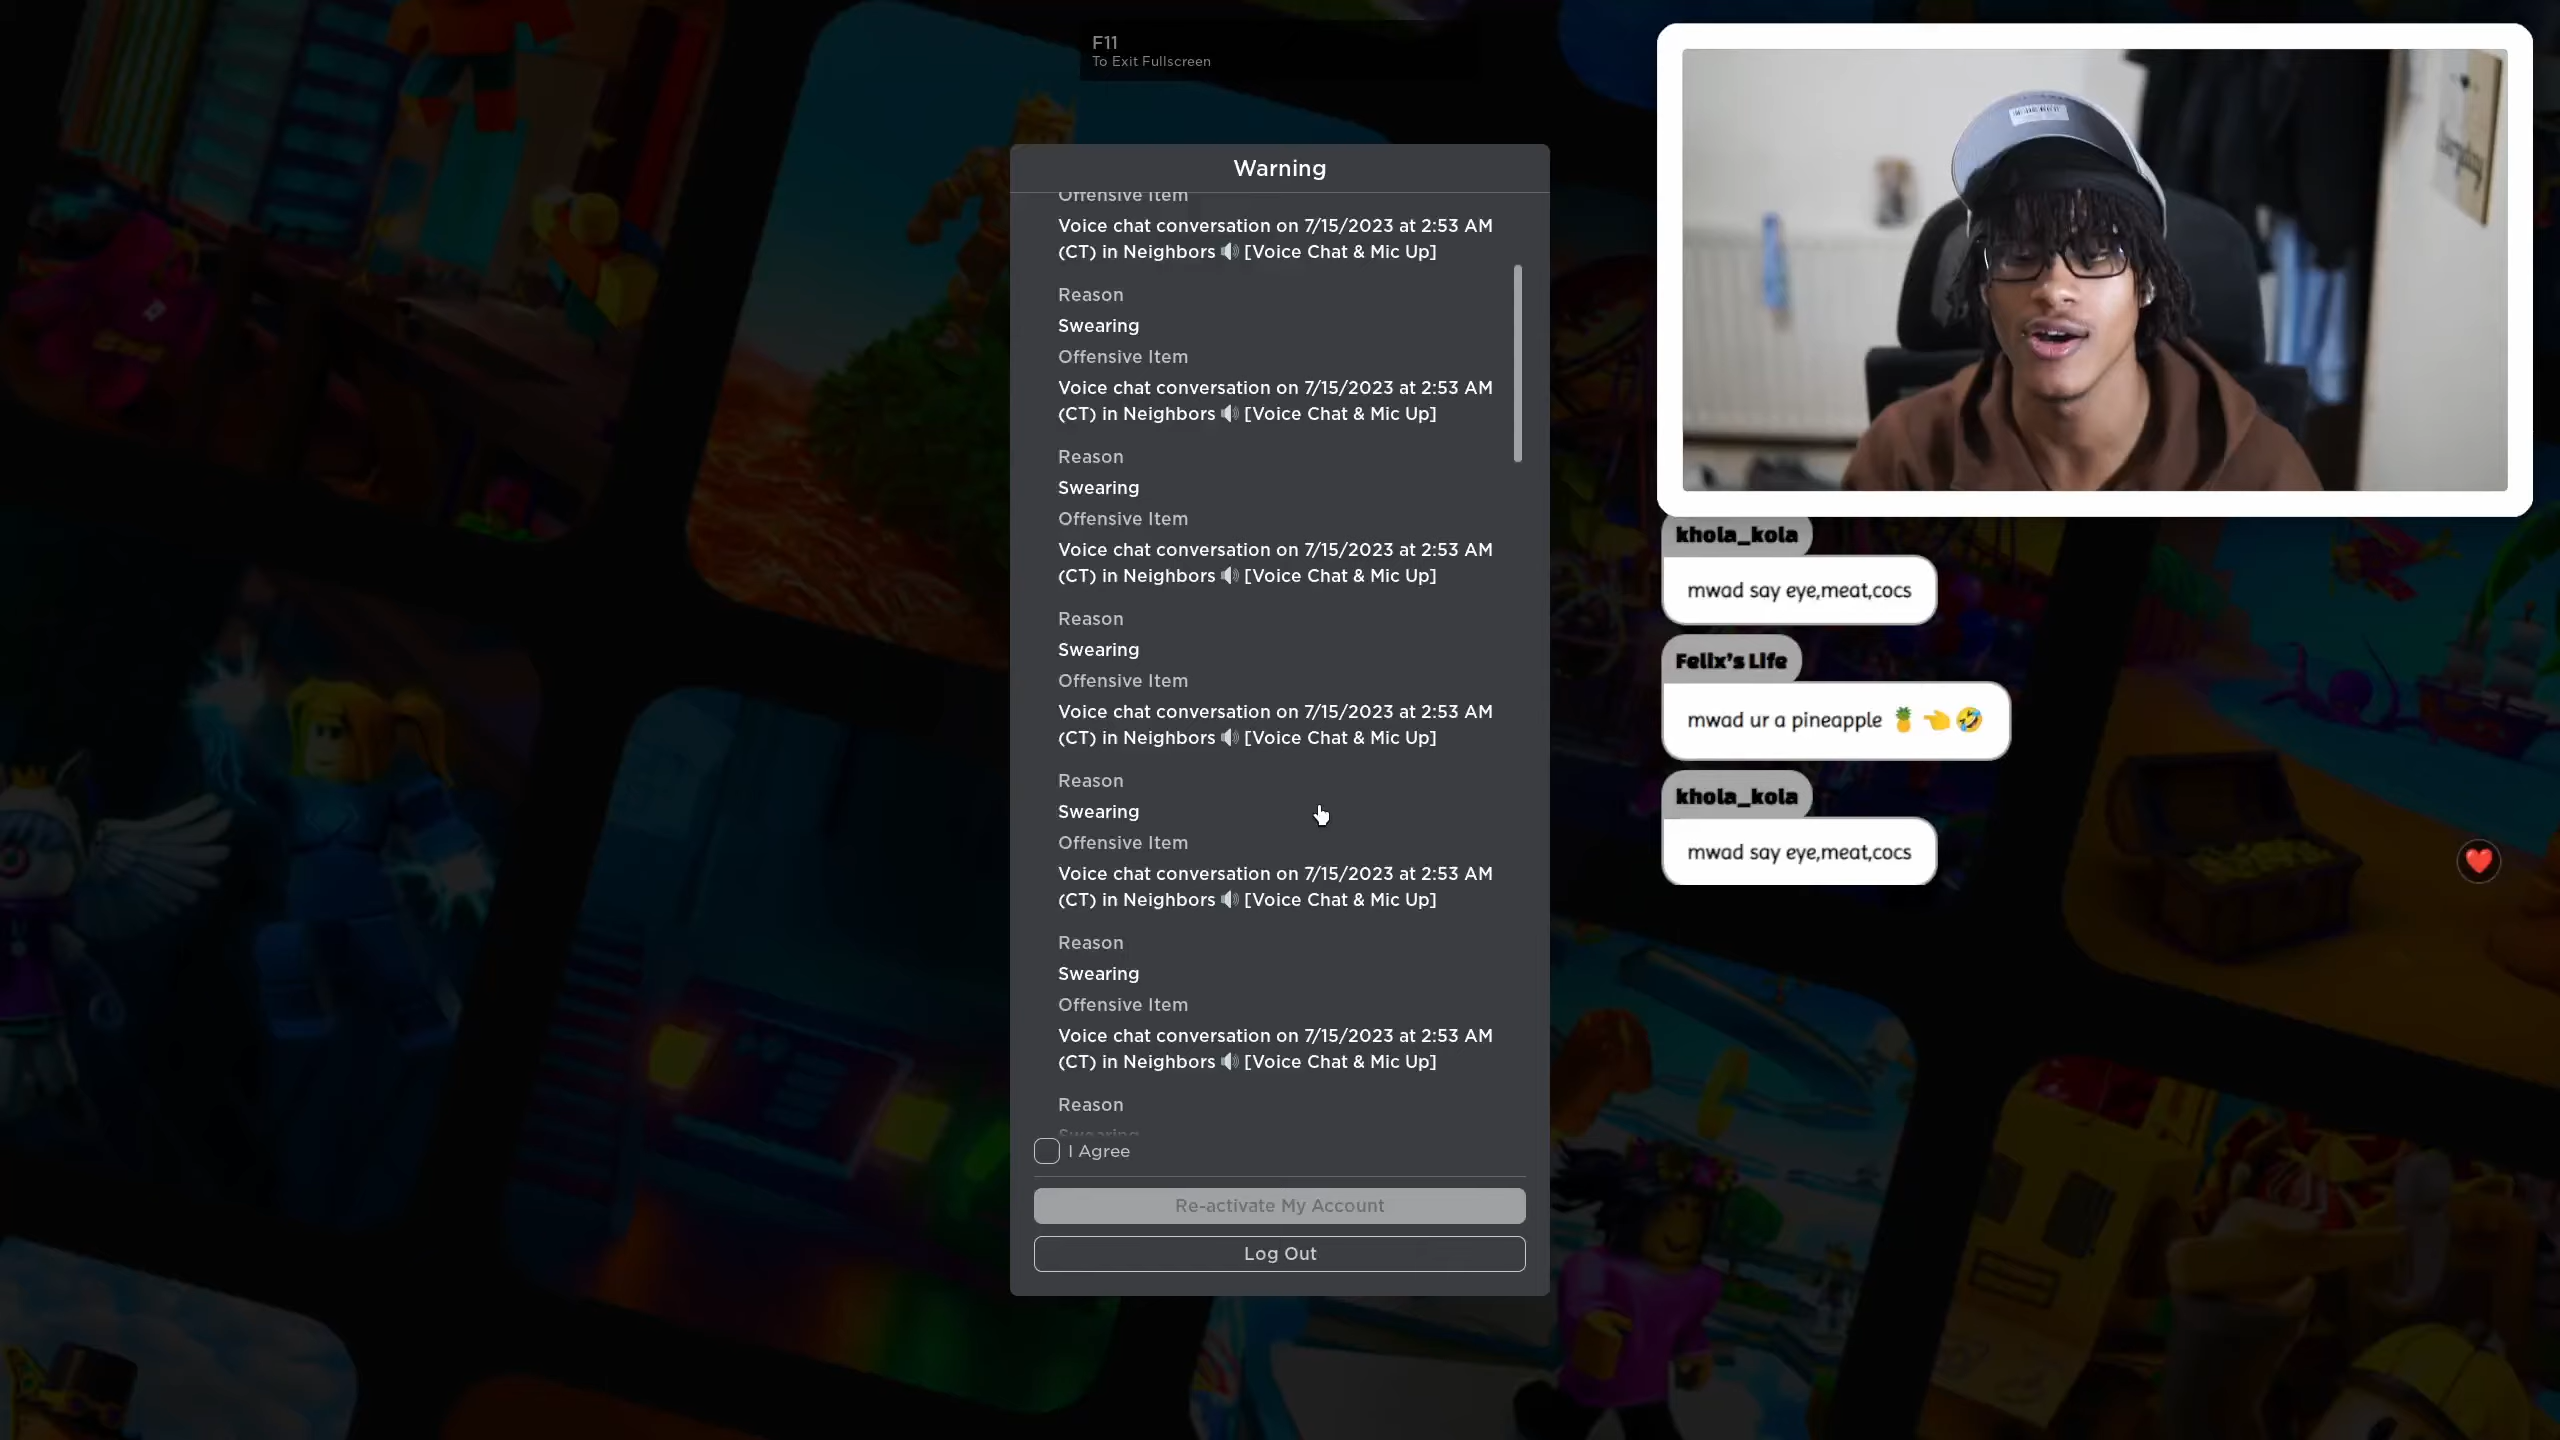 F11
To Exit Fullscreen
Warning
Offensive Item
Voice chat conversation on 7/15/2023 at 2:53 AM
(CT) in Neighbors 🔊 [Voice Chat & Mic Up]
Reason
Swearing
Offensive Item
Voice chat conversation on 7/15/2023 at 2:53 AM
(CT) in Neighbors 🔊 [Voice Chat & Mic Up]
Reason
Swearing
Offensive Item
Voice chat conversation on 7/15/2023 at 2:53 AM
(CT) in Neighbors 🔊 [Voice Chat & Mic Up]
Reason
Swearing
Offensive Item
Voice chat conversation on 7/15/2023 at 2:53 AM
(CT) in Neighbors 🔊 [Voice Chat & Mic Up]
Reason
Swearing
Offensive Item
Voice chat conversation on 7/15/2023 at 2:53 AM
(CT) in Neighbors 🔊 [Voice Chat & Mic Up]
Reason
Swearing
Offensive Item
Voice chat conversation on 7/15/2023 at 2:53 AM
(CT) in Neighbors 🔊 [Voice Chat & Mic Up]
Reason
Swearing
I Agree
Re-activate My Account
Log Out
khola_kola
mwad say eye,meat,cocs
Felix's Life
mwad ur a pineapple 🍍 👈 🤣
khola_kola
mwad say eye,meat,cocs